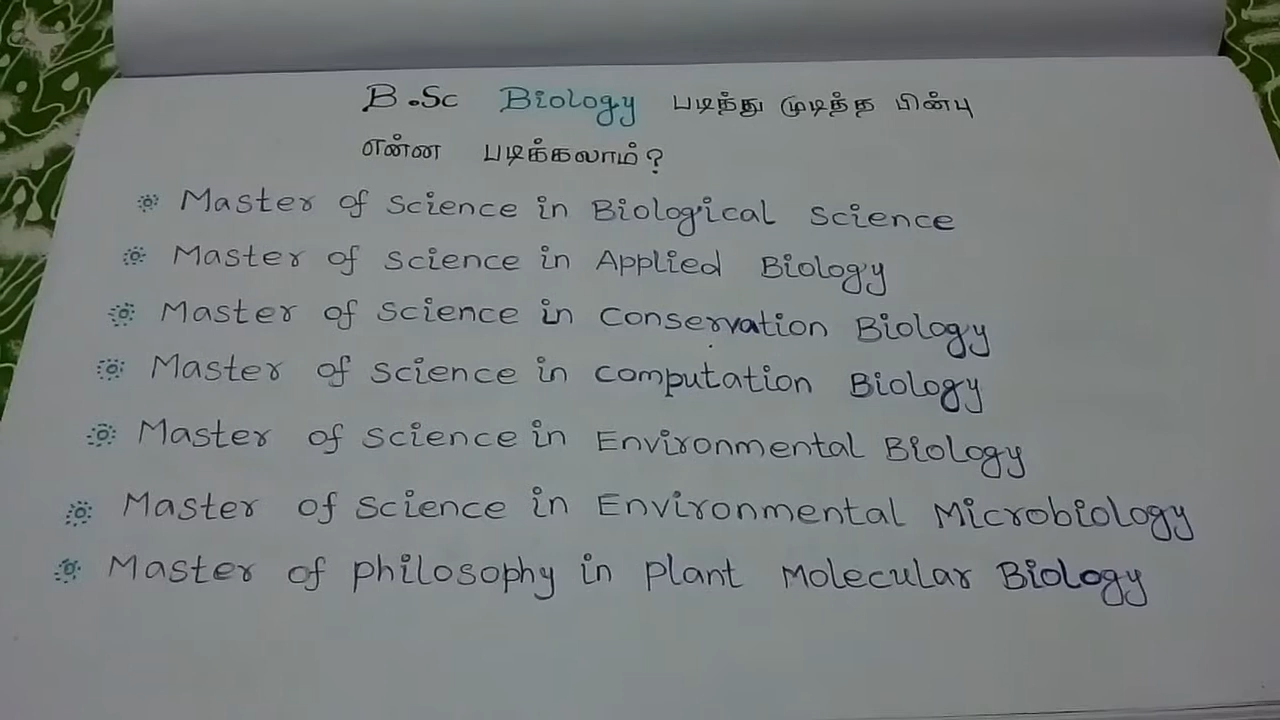 B.Sc Biology படித்து முடித்த பின்பு
என்ன படிக்கலாம்?
Master of Science in Biological Science
Master of Science in Applied Biology
Master of Science in Conservation Biology
Master of Science in Computation Biology
Master of Science in Environmental Biology
Master of Science in Environmental Microbiology
Master of philosophy in plant Molecular Biology